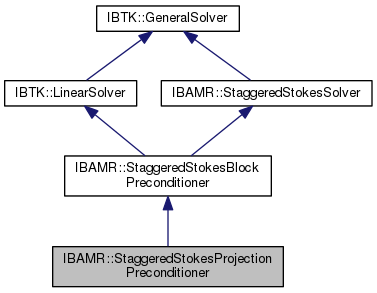 IBTK::GeneralSolver
IBTK::LinearSolver
IBAMR::StaggeredStokesSolver
IBAMR::StaggeredStokesBlock
Preconditioner
IBAMR::StaggeredStokesProjection
Preconditioner